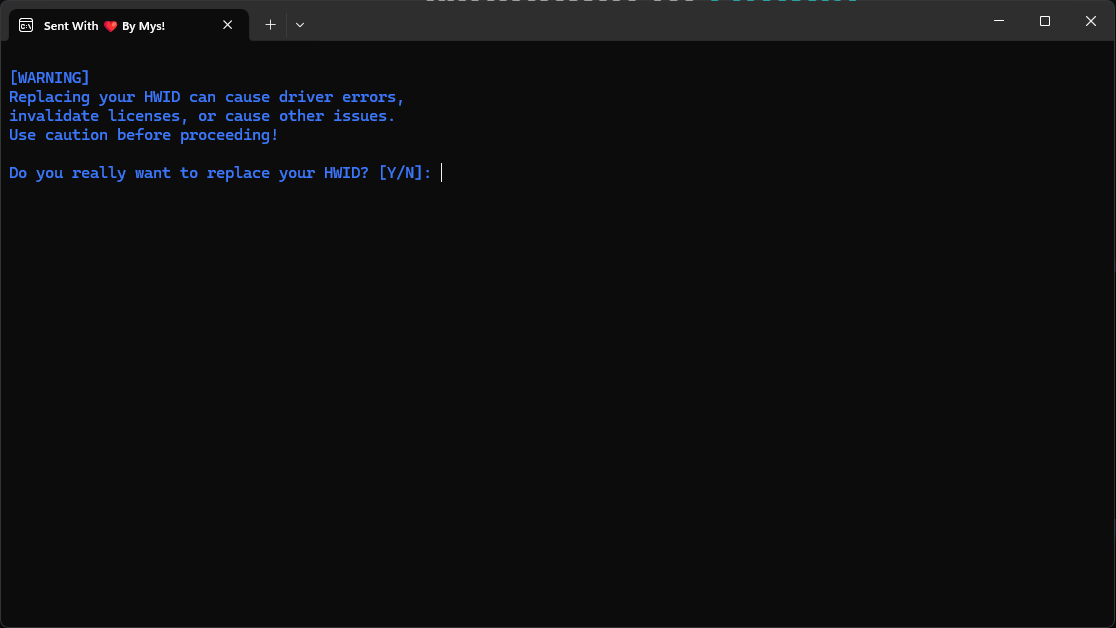 Sent With ❤️ By Mys!
[WARNING]
Replacing your HWID can cause driver errors,
invalidate licenses, or cause other issues.
Use caution before proceeding!
Do you really want to replace your HWID? [Y/N]: